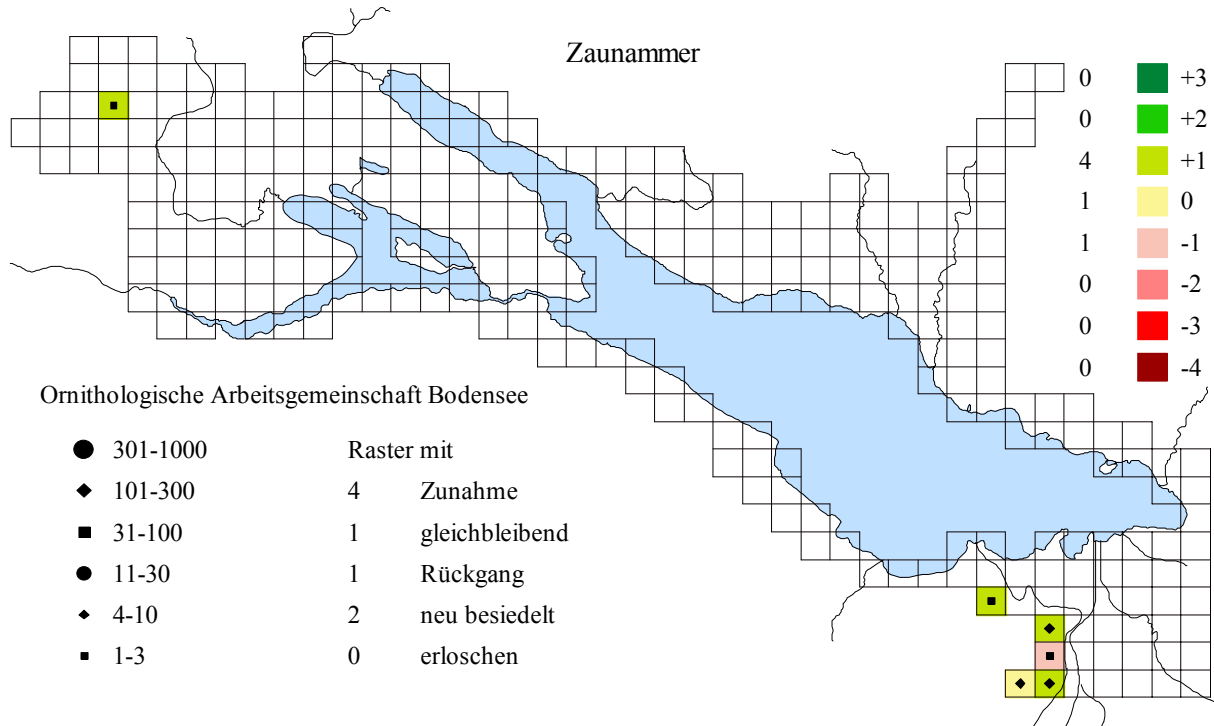 Zaunammer
0 +3
0 +2
4 +1
1 0
1 -1
0 -2
0 -3
0 -4
Ornithologische Arbeitsgemeinschaft Bodensee
301-1000 Raster mit
101-300 4 Zunahme
31-100 1 gleichbleibend
11-30 1 Rückgang
4-10 2 neu besiedelt
1-3 0 erloschen